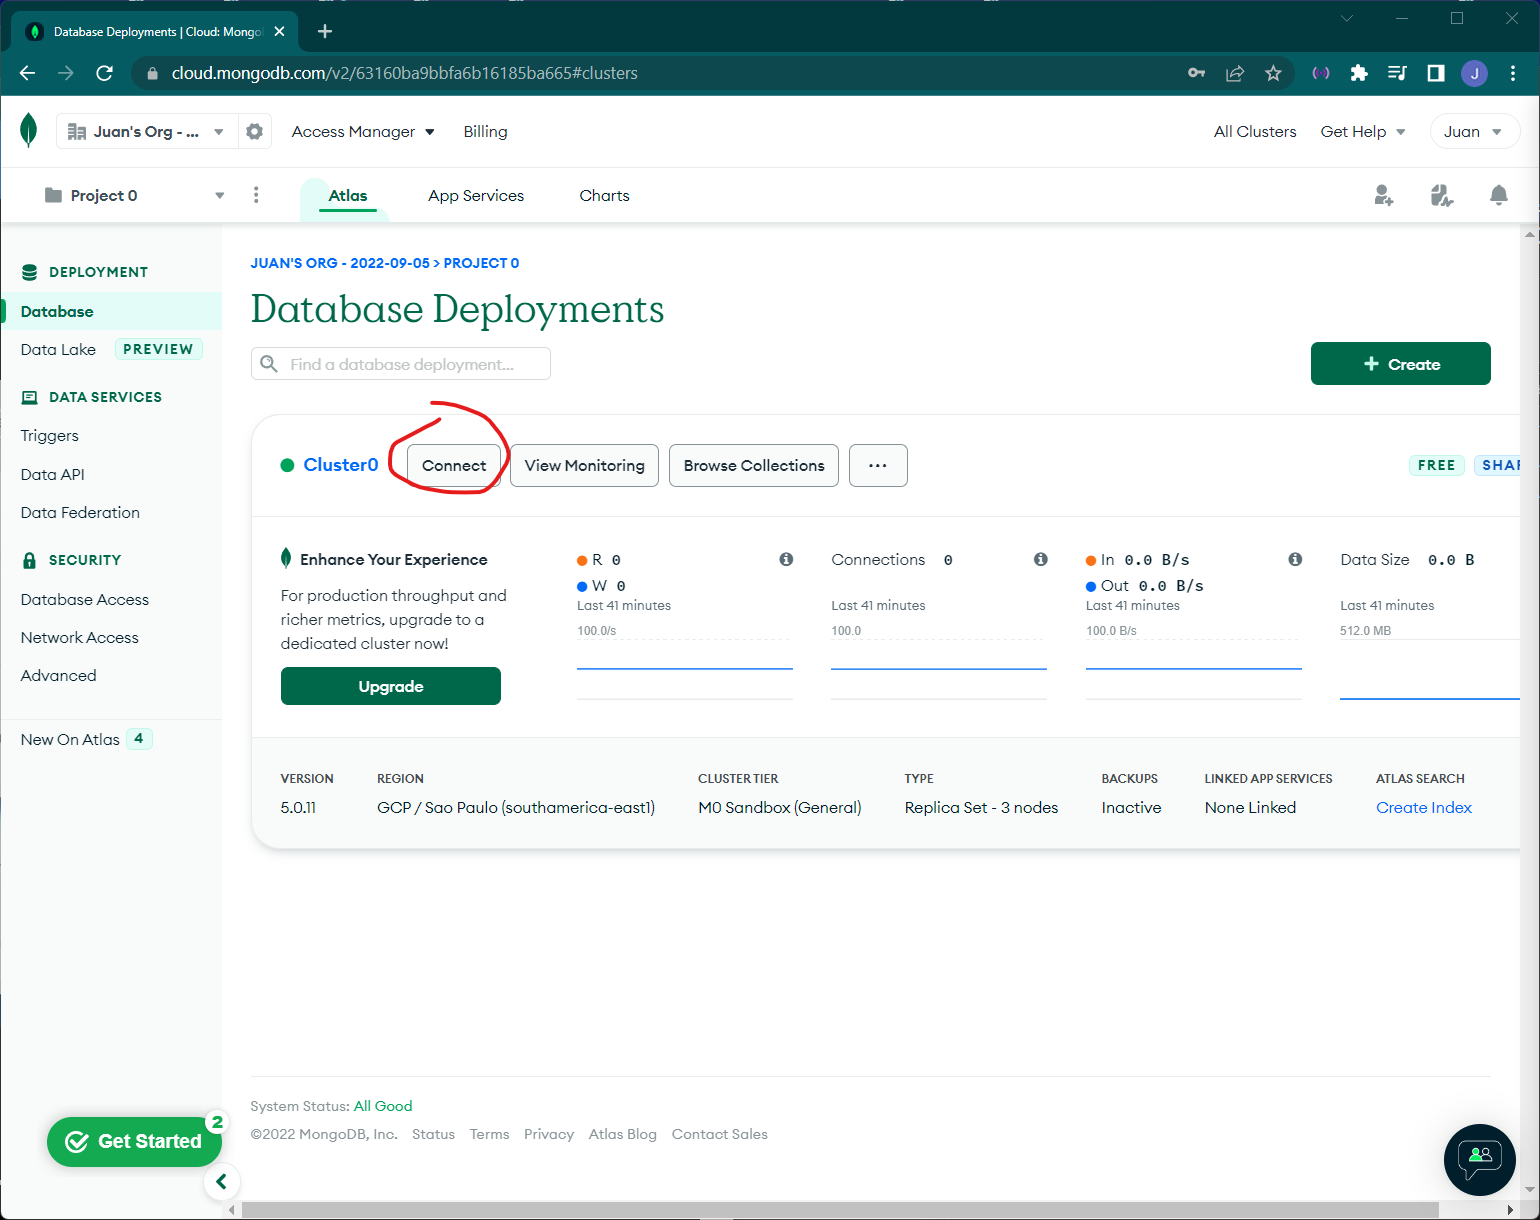 Database Deployments | Cloud: Mongo
cloud.mongodb.com/v2/63160ba9bbfa6b16185ba665#clusters
J
Juan's Org - ...
Access Manager
Billing
All Clusters
Get Help
Juan
Project 0
Atlas
App Services
Charts
DEPLOYMENT
Database
Data Lake
PREVIEW
DATA SERVICES
Triggers
Data API
Data Federation
SECURITY
Database Access
Network Access
Advanced
New On Atlas 4
Get Started
2
JUAN'S ORG - 2022-09-05 > PROJECT 0
Database Deployments
Find a database deployment...
+ Create
Cluster0
Connect
View Monitoring
Browse Collections
...
FREE
SHAR
Enhance Your Experience
For production throughput and
richer metrics, upgrade to a
dedicated cluster now!
Upgrade
R 0
W 0
Last 41 minutes
100.0/s
Connections 0
Last 41 minutes
100.0
In 0.0 B/s
Out 0.0 B/s
Last 41 minutes
100.0 B/s
Data Size 0.0 B
Last 41 minutes
512.0 MB
VERSION
5.0.11
REGION
GCP / Sao Paulo (southamerica-east1)
CLUSTER TIER
M0 Sandbox (General)
TYPE
Replica Set - 3 nodes
BACKUPS
Inactive
LINKED APP SERVICES
None Linked
ATLAS SEARCH
Create Index
System Status: All Good
©2022 MongoDB, Inc. Status Terms Privacy Atlas Blog Contact Sales